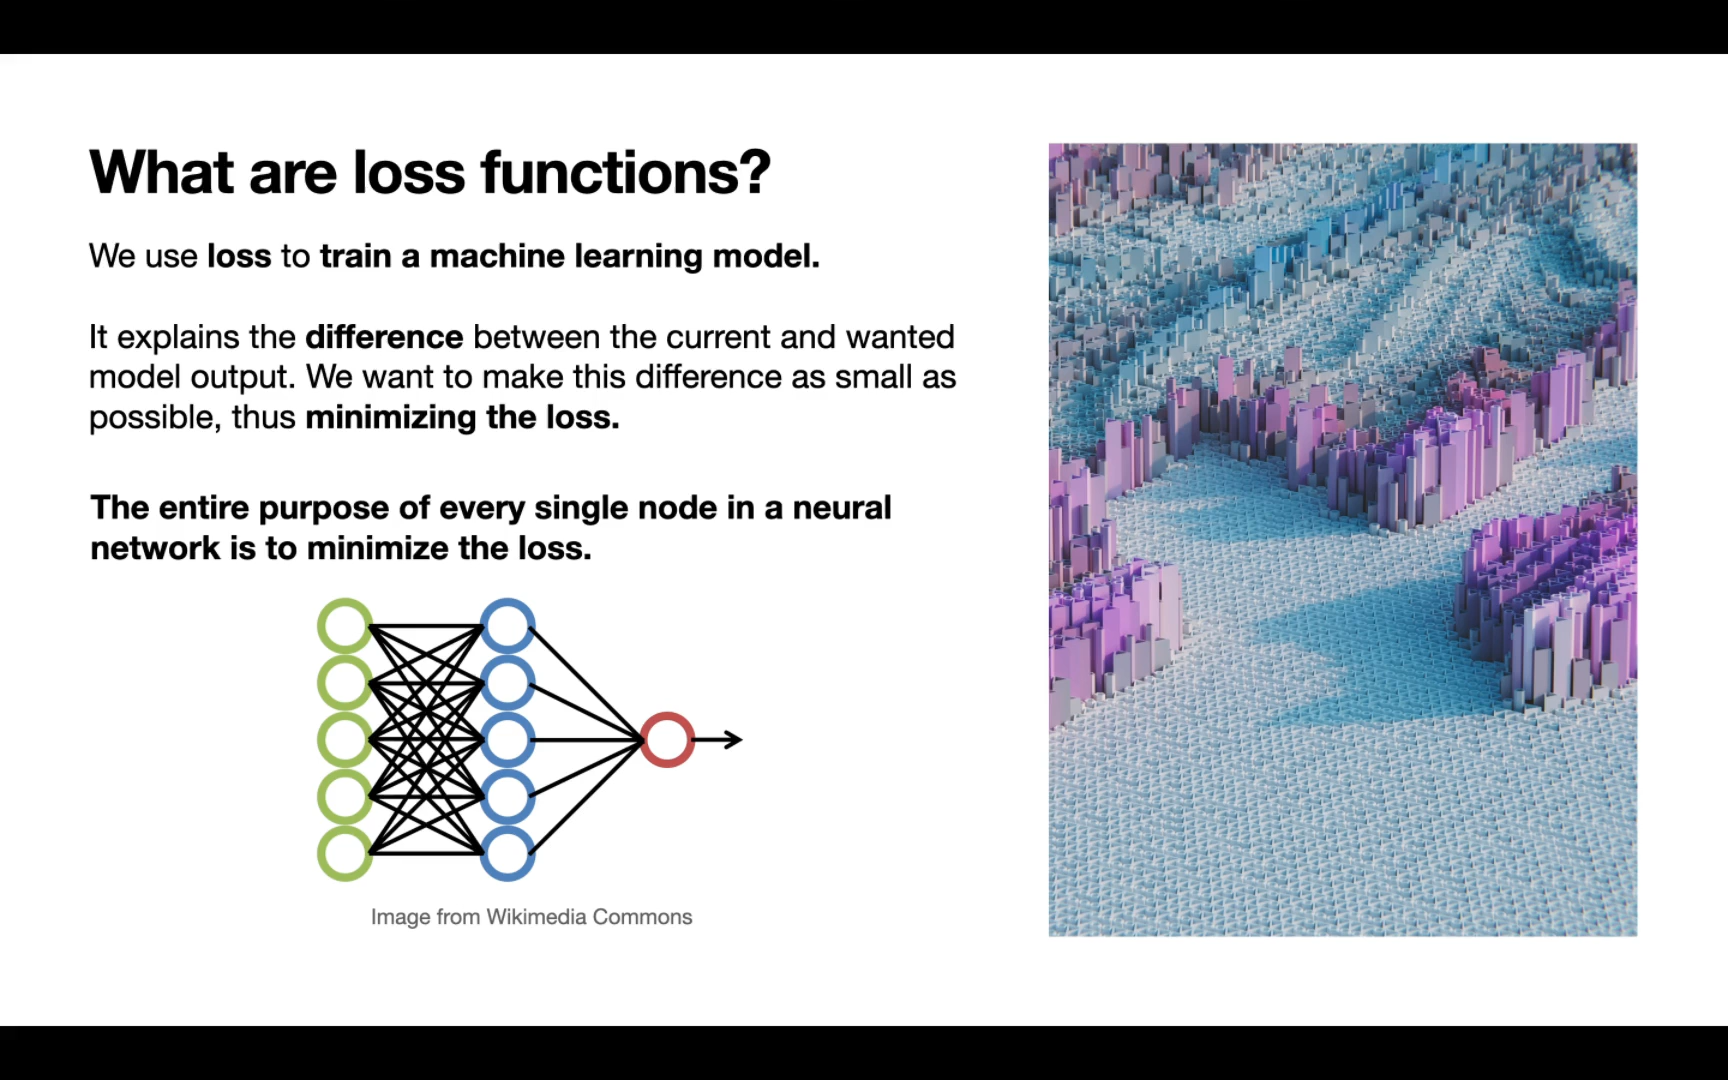 What are loss functions?
We use loss to train a machine learning model.
It explains the difference between the current and wanted
model output. We want to make this difference as small as
possible, thus minimizing the loss.
The entire purpose of every single node in a neural
network is to minimize the loss.
Image from Wikimedia Commons